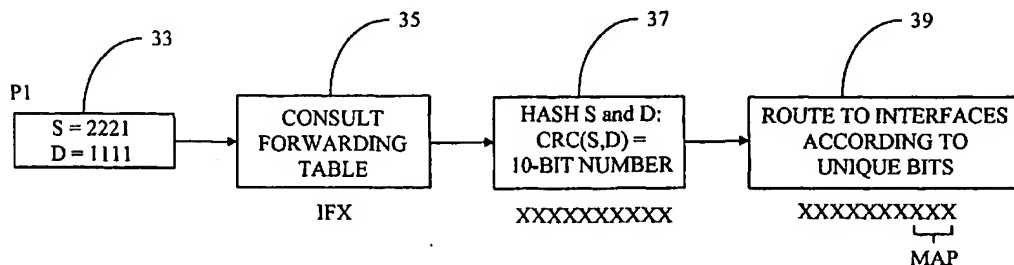 33
35
37
39
P1
S = 2221
D = 1111
CONSULT
FORWARDING
TABLE
HASH S and D:
CRC(S,D) =
10-BIT NUMBER
ROUTE TO INTERFACES
ACCORDING TO
UNIQUE BITS
IFX
XXXXXXXXXX
XXXXXXXXXX
MAP